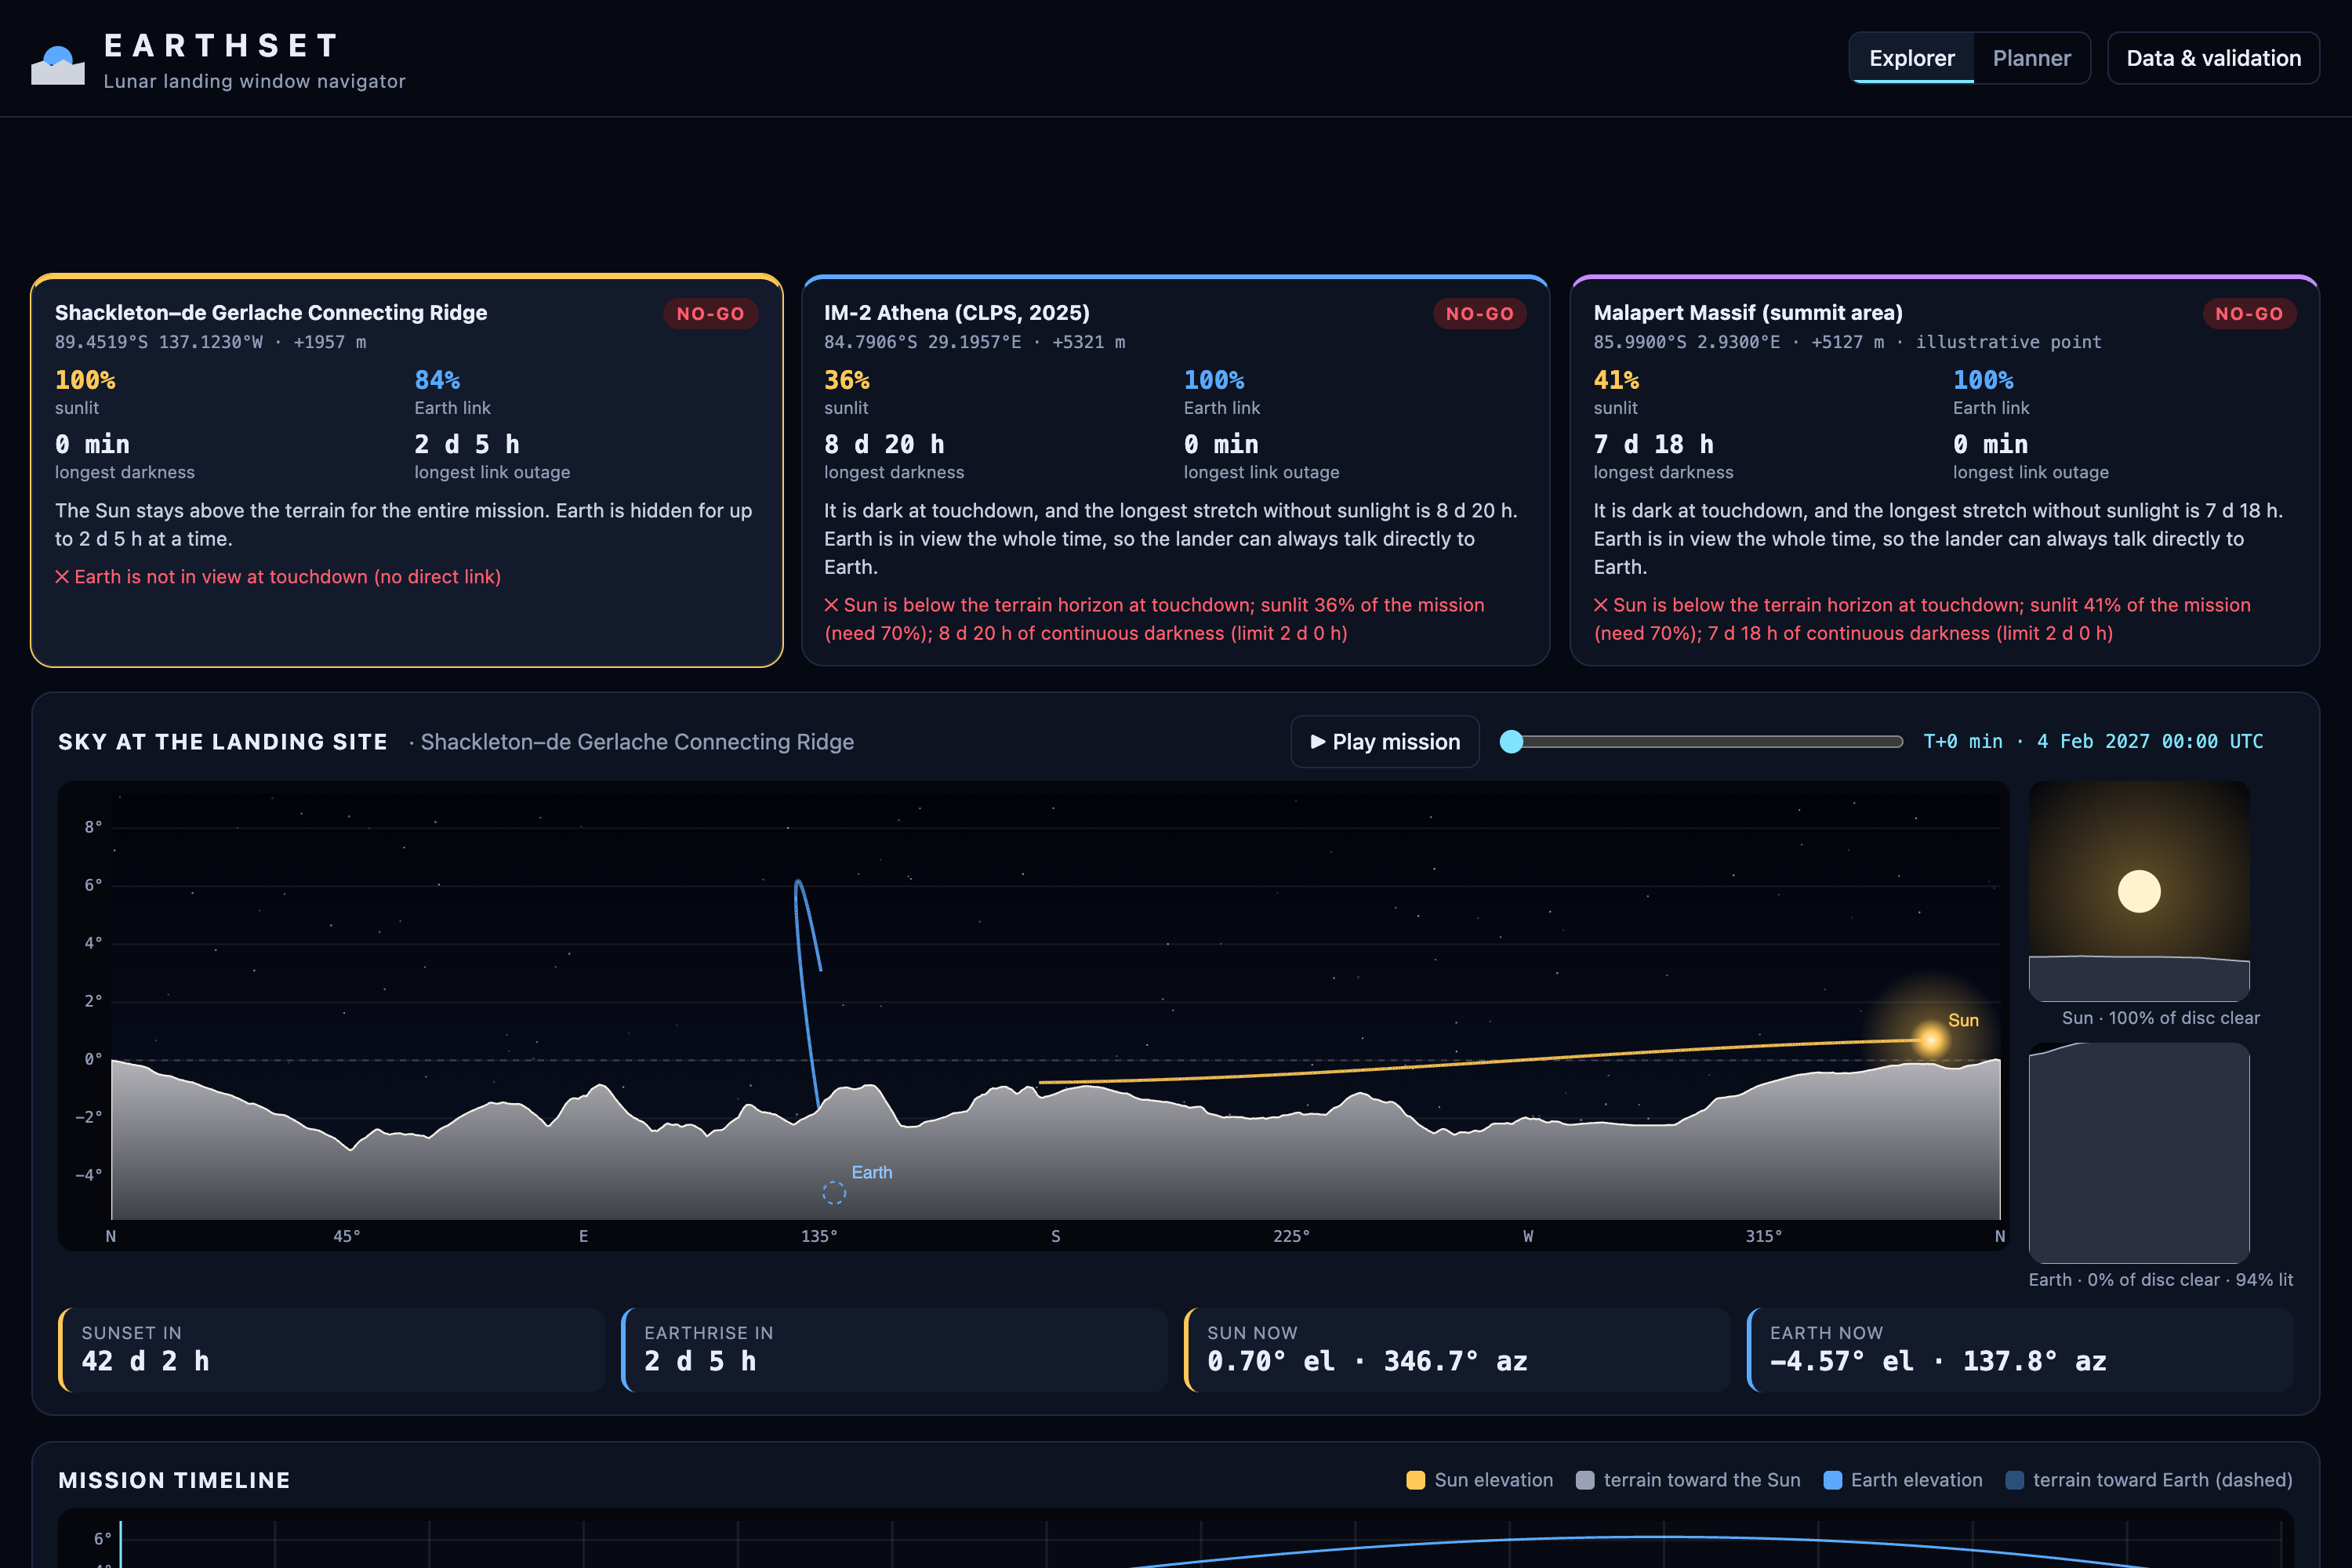 EARTHSET
Lunar landing window navigator
Explorer
Planner
Data & validation
Shackleton–de Gerlache Connecting Ridge
NO-GO
89.4519°S 137.1230°W · +1957 m
100%
84%
sunlit
Earth link
0 min
2 d 5 h
longest darkness
longest link outage
The Sun stays above the terrain for the entire mission. Earth is hidden for up
to 2 d 5 h at a time.
✕ Earth is not in view at touchdown (no direct link)
IM-2 Athena (CLPS, 2025)
NO-GO
84.7906°S 29.1957°E · +5321 m
36%
100%
sunlit
Earth link
8 d 20 h
0 min
longest darkness
longest link outage
It is dark at touchdown, and the longest stretch without sunlight is 8 d 20 h.
Earth is in view the whole time, so the lander can always talk directly to
Earth.
✕ Sun is below the terrain horizon at touchdown; sunlit 36% of the mission
(need 70%); 8 d 20 h of continuous darkness (limit 2 d 0 h)
Malapert Massif (summit area)
NO-GO
85.9900°S 2.9300°E · +5127 m · illustrative point
41%
100%
sunlit
Earth link
7 d 18 h
0 min
longest darkness
longest link outage
It is dark at touchdown, and the longest stretch without sunlight is 7 d 18 h.
Earth is in view the whole time, so the lander can always talk directly to
Earth.
✕ Sun is below the terrain horizon at touchdown; sunlit 41% of the mission
(need 70%); 7 d 18 h of continuous darkness (limit 2 d 0 h)
SKY AT THE LANDING SITE · Shackleton–de Gerlache Connecting Ridge
▶ Play mission
T+0 min · 4 Feb 2027 00:00 UTC
8°
6°
4°
2°
0°
−2°
−4°
Sun
Earth
N
45°
E
135°
S
225°
W
315°
N
Sun · 100% of disc clear
Earth · 0% of disc clear · 94% lit
SUNSET IN
42 d 2 h
EARTHRISE IN
2 d 5 h
SUN NOW
0.70° el · 346.7° az
EARTH NOW
−4.57° el · 137.8° az
MISSION TIMELINE
Sun elevation
terrain toward the Sun
Earth elevation
terrain toward Earth (dashed)
6°